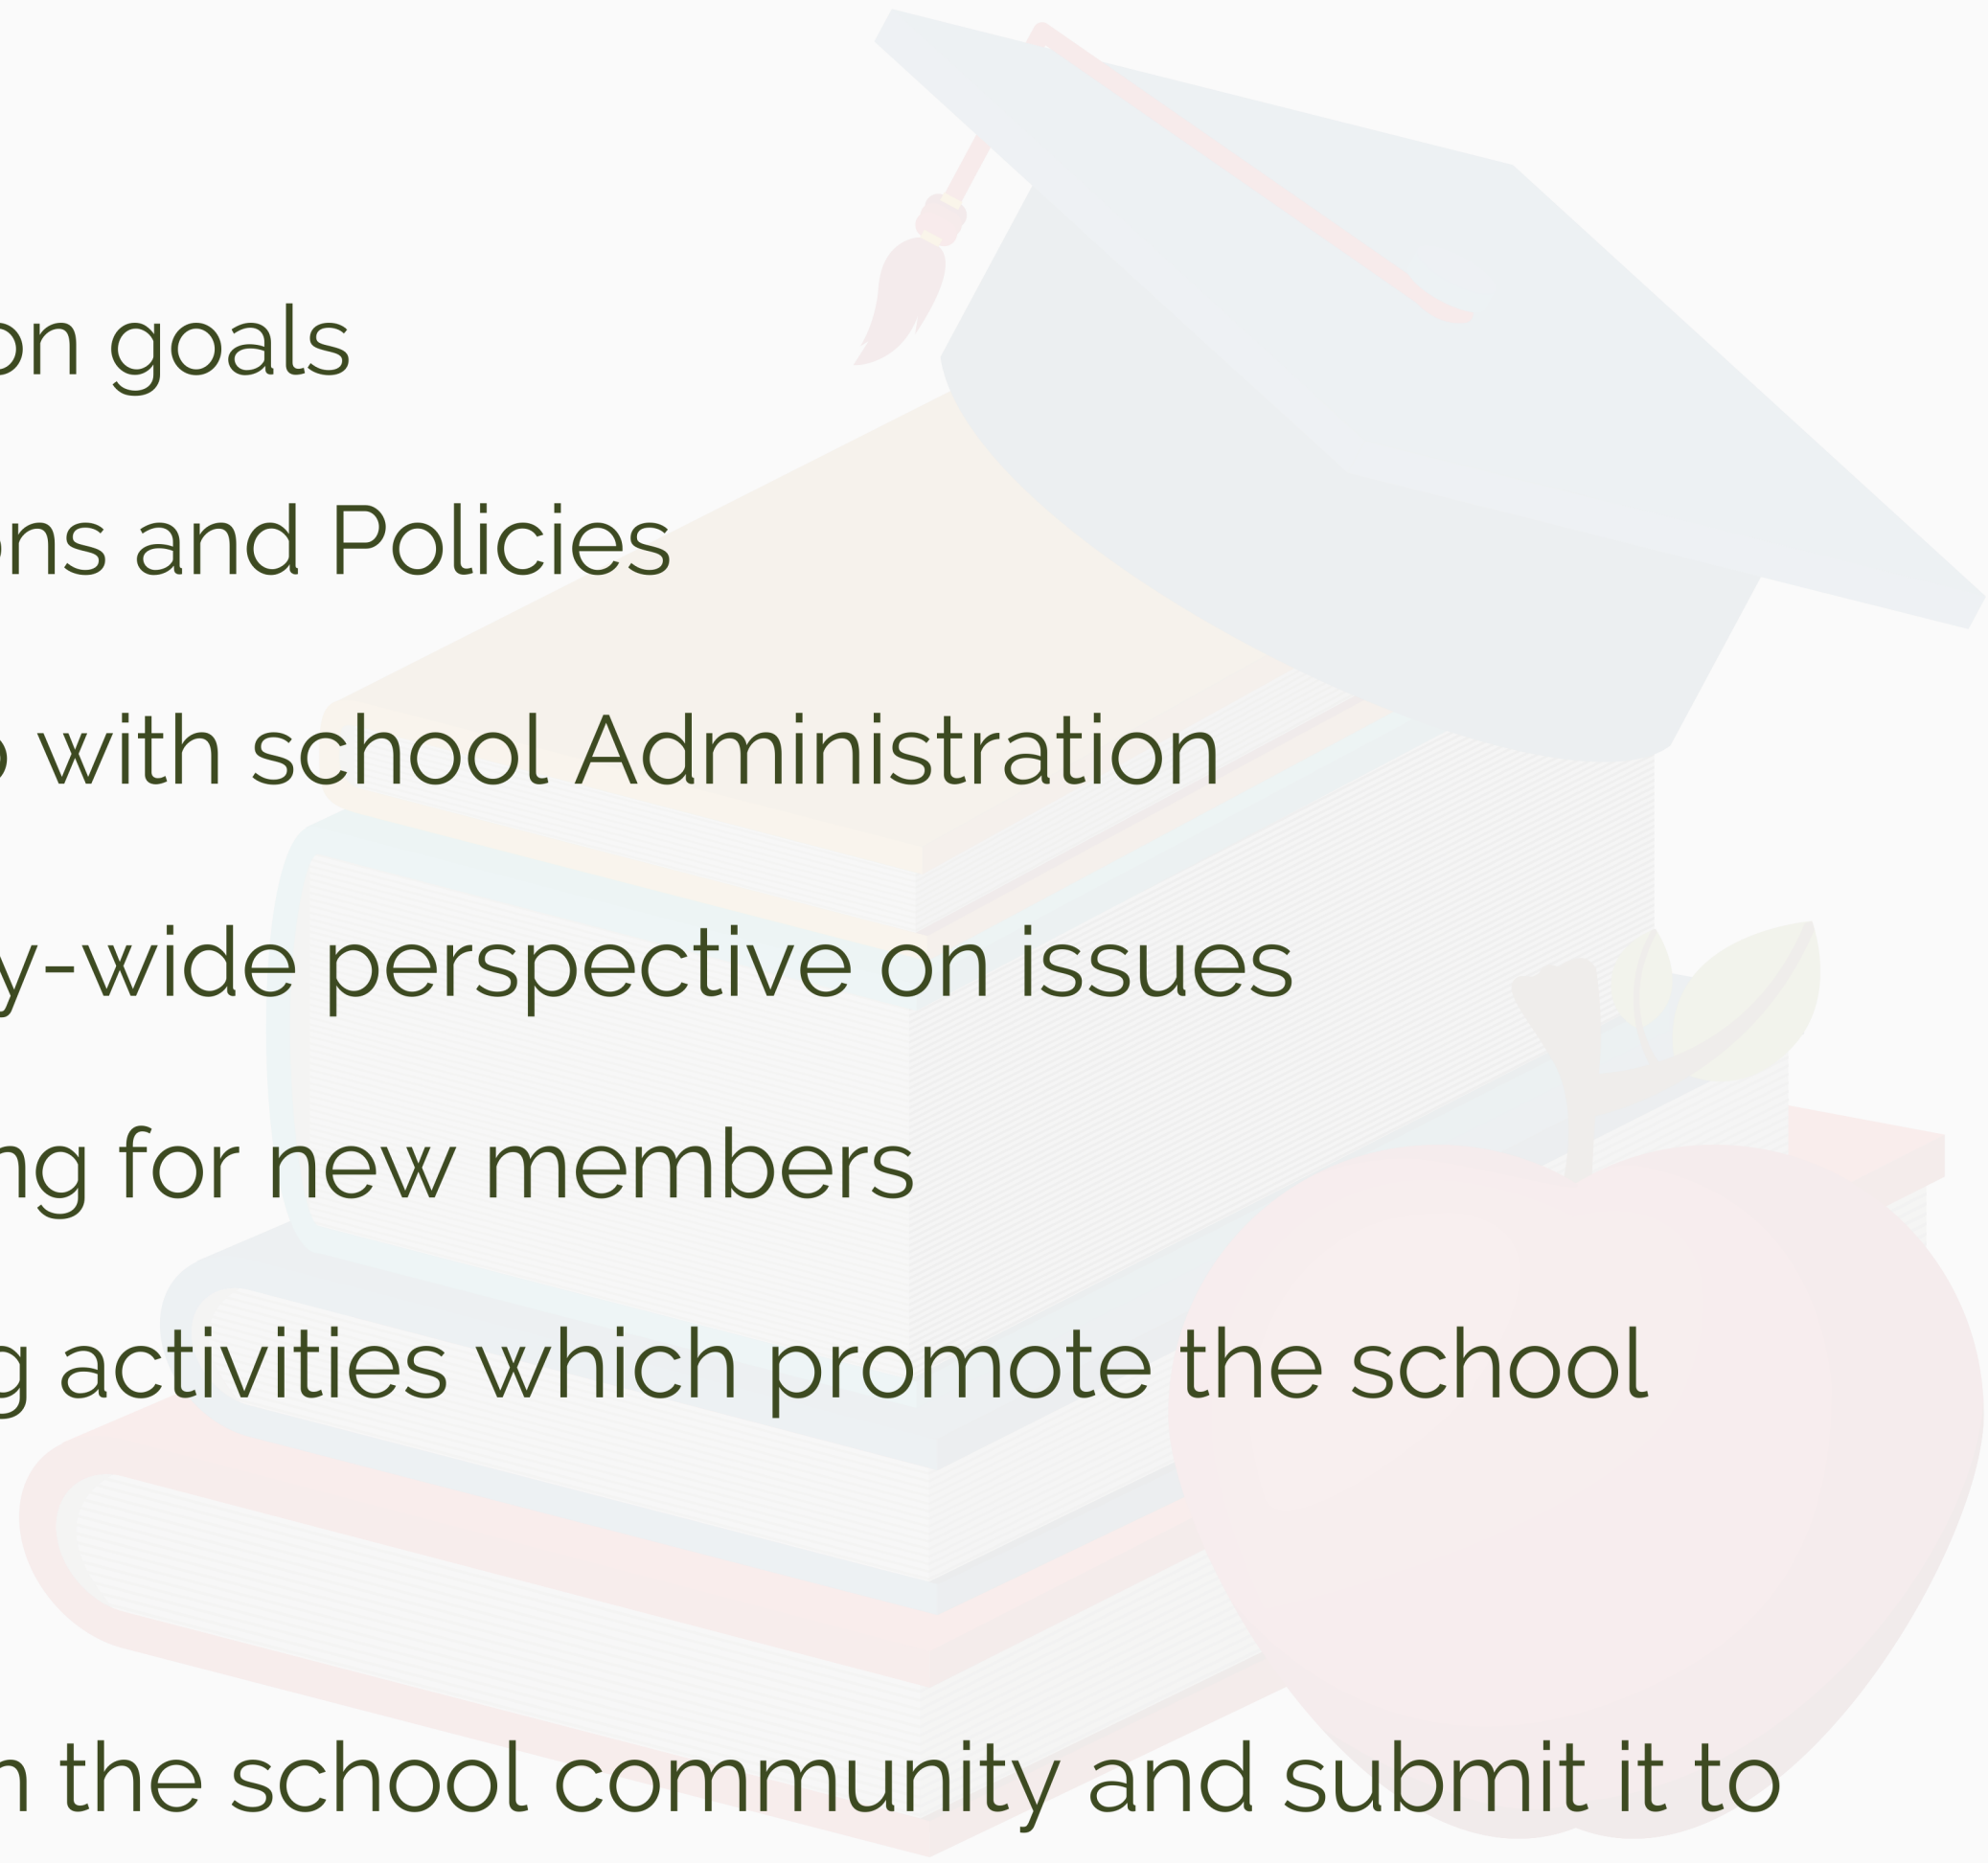 on goals
ns and Policies
with school Administration
y-wide perspective on issues
ng for new members
g activities which promote the school
the school community and submit it to